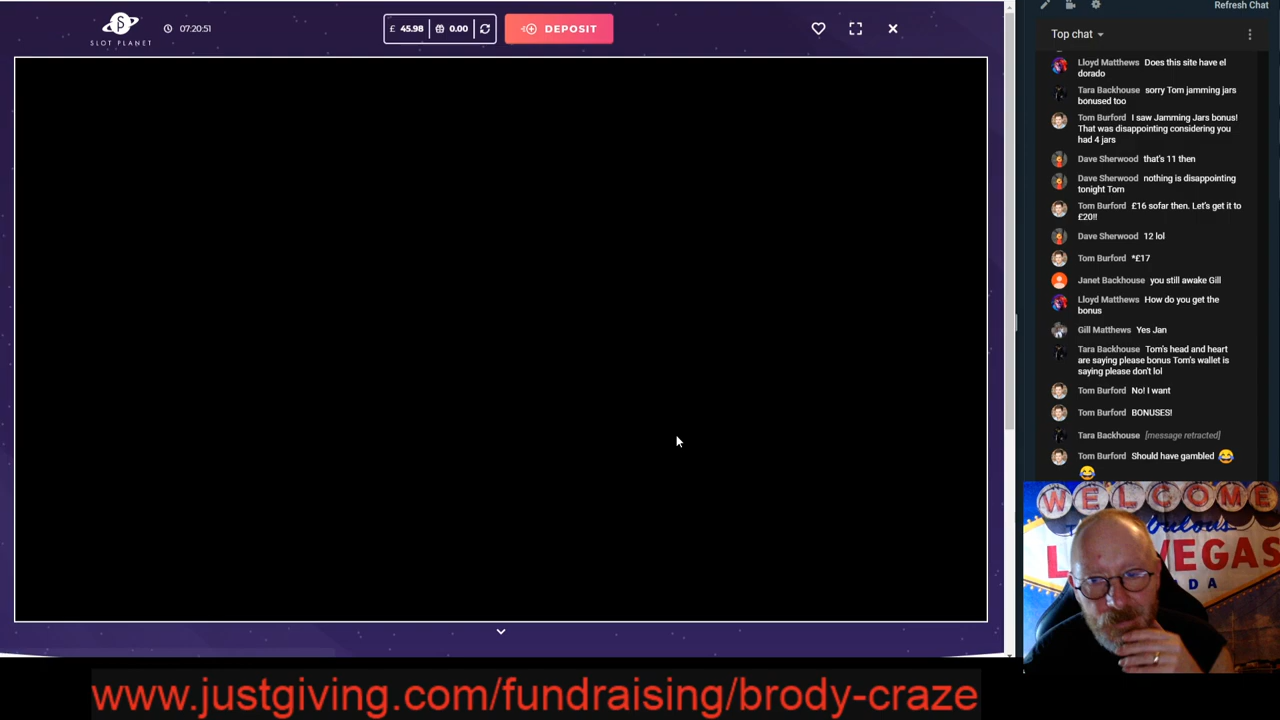 SLOT PLANET
07:20:51
£ 45.98
0.00
DEPOSIT
Refresh Chat
Top chat
Lloyd Matthews Does this site have el
dorado
Tara Backhouse sorry Tom jamming jars
bonused too
Tom Burford I saw Jamming Jars bonus!
That was disappointing considering you
had 4 jars
Dave Sherwood that's 11 then
Dave Sherwood nothing is disappointing
tonight Tom
Tom Burford £16 sofar then. Let's get it to
£20!!
Dave Sherwood 12 lol
Tom Burford *£17
Janet Backhouse you still awake Gill
Lloyd Matthews How do you get the
bonus
Gill Matthews Yes Jan
Tara Backhouse Tom's head and heart
are saying please bonus Tom's wallet is
saying please don't lol
Tom Burford No! I want
Tom Burford BONUSES!
Tara Backhouse [message retracted]
Tom Burford Should have gambled 😂
😂
WELCOME
www.justgiving.com/fundraising/brody-craze